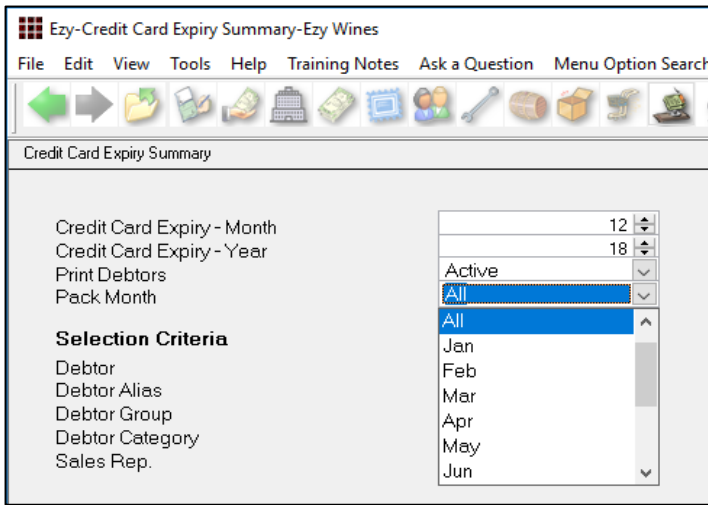 Ezy-Credit Card Expiry Summary-Ezy Wines
File Edit View Tools Help Training Notes Ask a Question Menu Option Search
Credit Card Expiry Summary
Credit Card Expiry - Month 12
Credit Card Expiry - Year 18
Print Debtors Active
Pack Month All
All
Selection Criteria
Jan
Debtor Feb
Debtor Alias Mar
Debtor Group Apr
Debtor Category May
Sales Rep. Jun